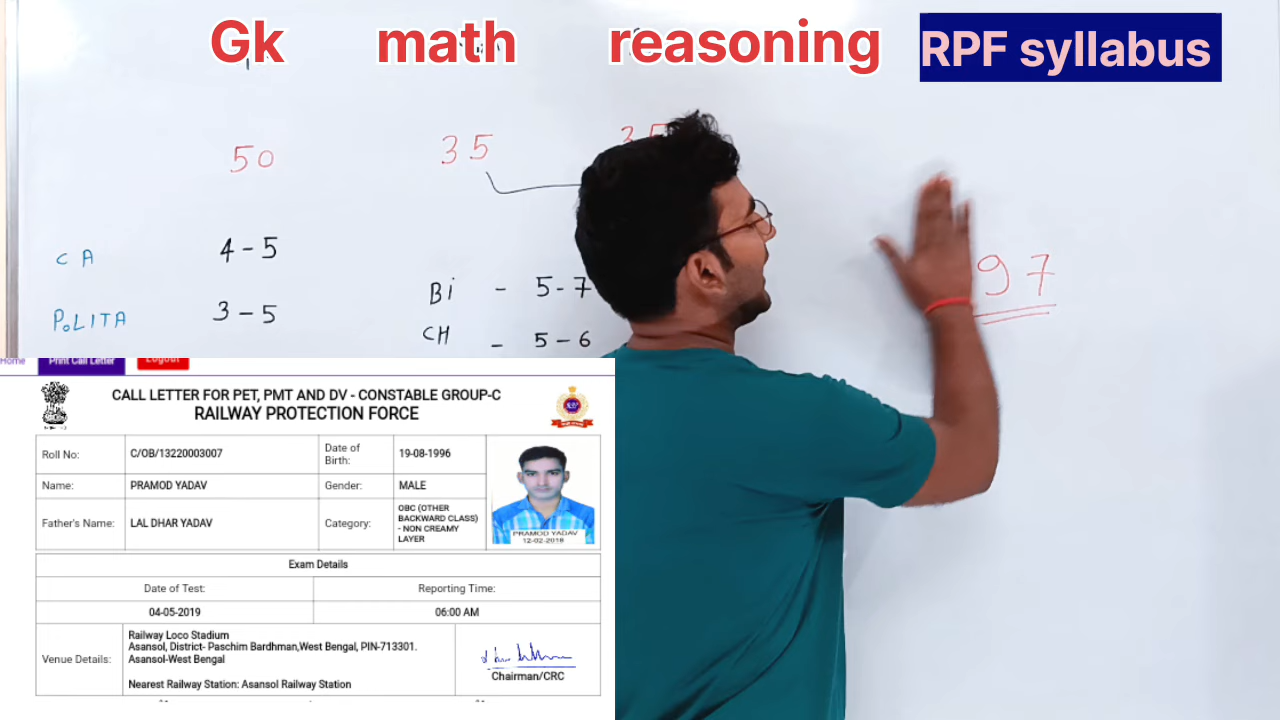 Gk math reasoning RPF syllabus
50 35 35
CA 4-5
POLITA 3-5
Bi - 5-7
CH - 5-6
97
Home Print Call Letter Logout
CALL LETTER FOR PET, PMT AND DV - CONSTABLE GROUP-C
RAILWAY PROTECTION FORCE
Roll No: C/OB/13220003007 Date of Birth: 19-08-1996
Name: PRAMOD YADAV Gender: MALE
Father's Name: LAL DHAR YADAV Category: OBC (OTHER BACKWARD CLASS) - NON CREAMY LAYER
PRAMOD YADAV
12-02-2018
Exam Details
Date of Test: Reporting Time:
04-05-2019 06:00 AM
Venue Details: Railway Loco Stadium
Asansol, District- Paschim Bardhman,West Bengal, PIN-713301.
Asansol-West Bengal
Nearest Railway Station: Asansol Railway Station
Chairman/CRC